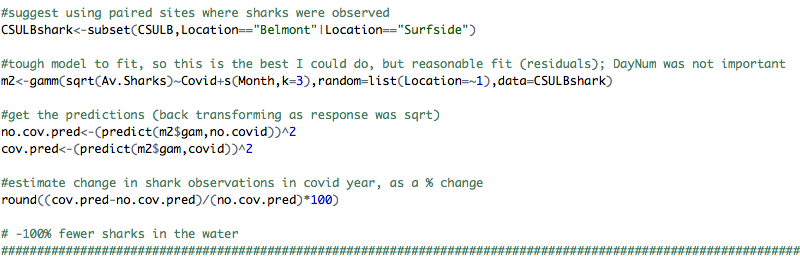 #suggest using paired sites where sharks were observed
CSULBshark<-subset(CSULB,Location=="Belmont"|Location=="Surfside")
#tough model to fit, so this is the best I could do, but reasonable fit (residuals); DayNum was not important
m2<-gamm(sqrt(Av.Sharks)~Covid+s(Month,k=3),random=list(Location=~1),data=CSULBshark)
#get the predictions (back transforming as response was sqrt)
no.cov.pred<-(predict(m2$gam,no.covid))^2
cov.pred<-(predict(m2$gam,covid))^2
#estimate change in shark observations in covid year, as a % change
round((cov.pred-no.cov.pred)/(no.cov.pred)*100)
# -100% fewer sharks in the water
################################################################################################################